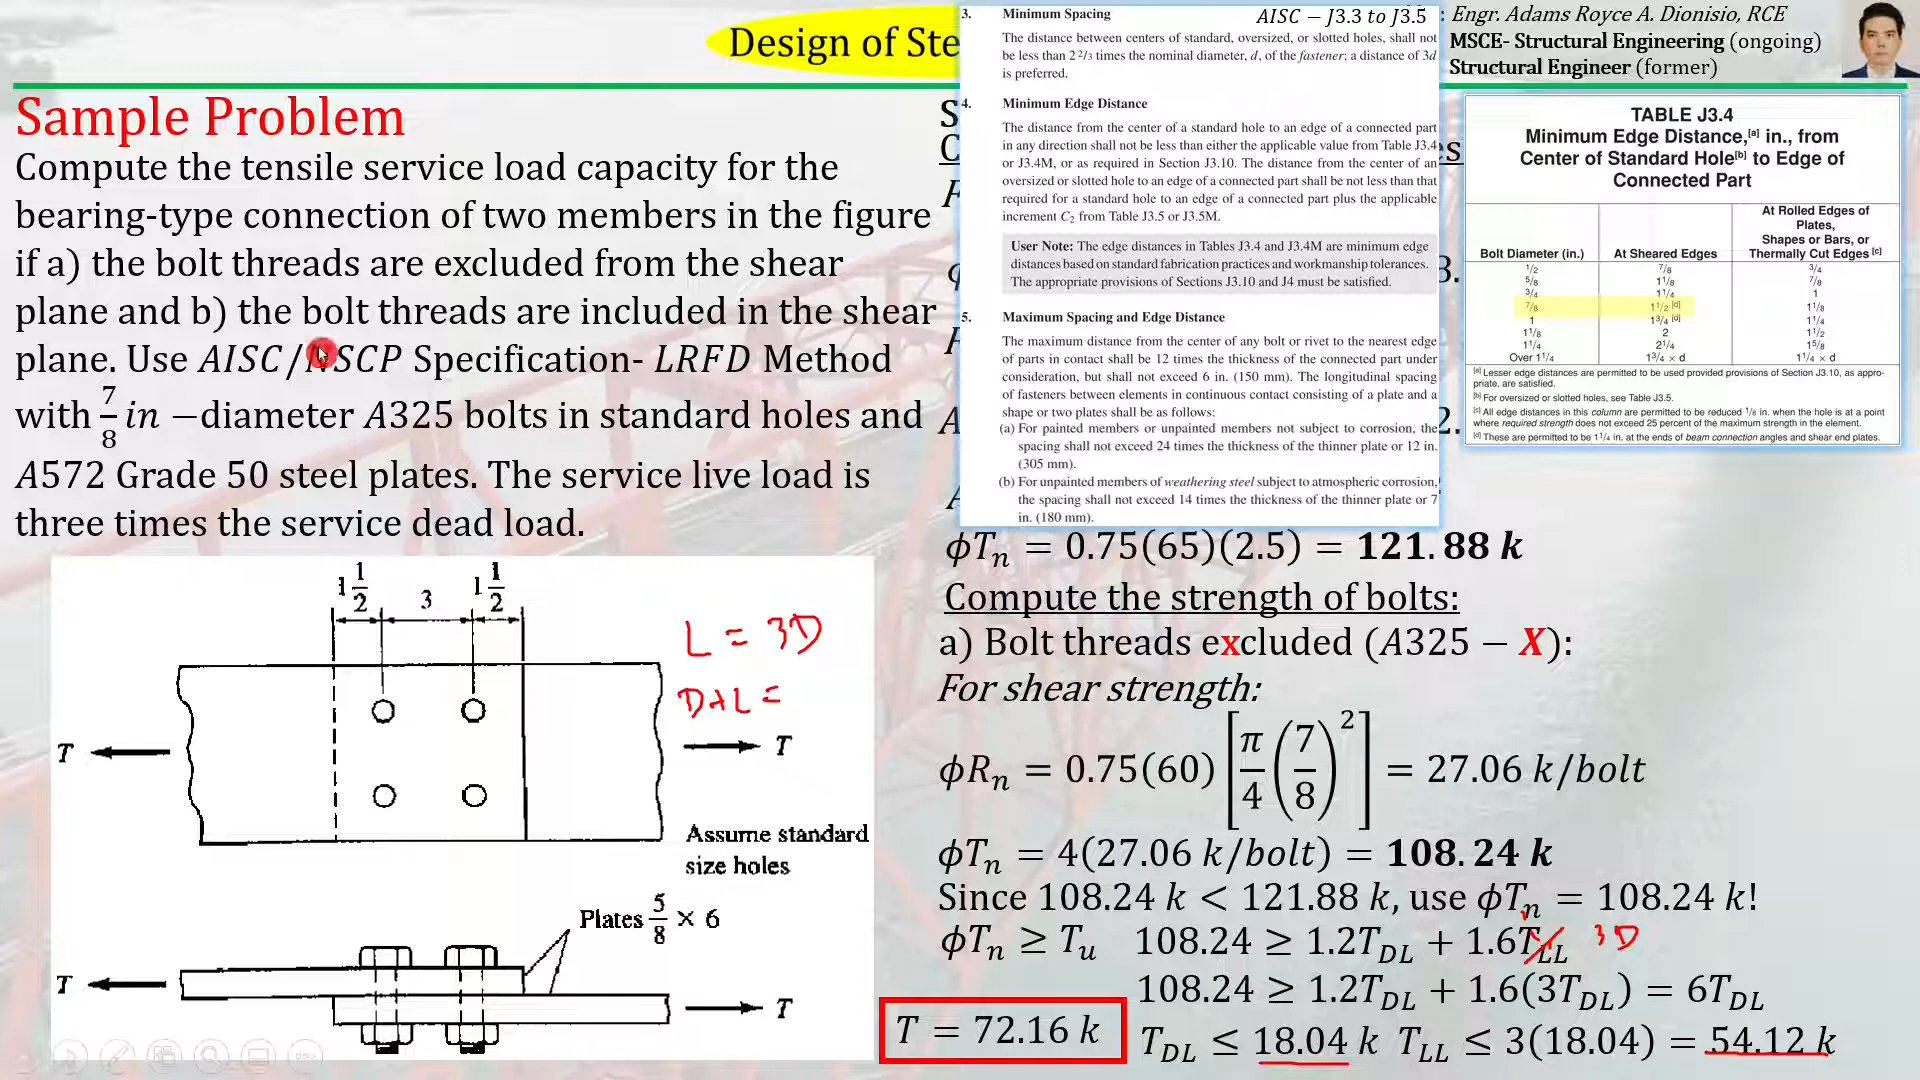 Design of Ste
: Engr. Adams Royce A. Dionisio, RCE
MSCE- Structural Engineering (ongoing)
Structural Engineer (former)
Sample Problem
Compute the tensile service load capacity for the
bearing-type connection of two members in the figure
if a) the bolt threads are excluded from the shear
plane and b) the bolt threads are included in the shear
plane. Use AISC/NSCP Specification- LRFD Method
with 7/8 in −diameter A325 bolts in standard holes and
A572 Grade 50 steel plates. The service live load is
three times the service dead load.
1 1/2 3 1 1/2
L = 3D
D+L =
T T
Assume standard
size holes
Plates 5/8 × 6
T T
3. Minimum Spacing AISC − J3.3 to J3.5
The distance between centers of standard, oversized, or slotted holes, shall not
be less than 2 2/3 times the nominal diameter, d, of the fastener; a distance of 3d
is preferred.
4. Minimum Edge Distance
The distance from the center of a standard hole to an edge of a connected part
in any direction shall not be less than either the applicable value from Table J3.4
or J3.4M, or as required in Section J3.10. The distance from the center of an
oversized or slotted hole to an edge of a connected part shall be not less than that
required for a standard hole to an edge of a connected part plus the applicable
increment C2 from Table J3.5 or J3.5M.
User Note: The edge distances in Tables J3.4 and J3.4M are minimum edge
distances based on standard fabrication practices and workmanship tolerances.
The appropriate provisions of Sections J3.10 and J4 must be satisfied.
5. Maximum Spacing and Edge Distance
The maximum distance from the center of any bolt or rivet to the nearest edge
of parts in contact shall be 12 times the thickness of the connected part under
consideration, but shall not exceed 6 in. (150 mm). The longitudinal spacing
of fasteners between elements in continuous contact consisting of a plate and a
shape or two plates shall be as follows:
(a) For painted members or unpainted members not subject to corrosion, the
spacing shall not exceed 24 times the thickness of the thinner plate or 12 in.
(305 mm).
(b) For unpainted members of weathering steel subject to atmospheric corrosion,
the spacing shall not exceed 14 times the thickness of the thinner plate or 7
in. (180 mm).
TABLE J3.4
Minimum Edge Distance,[a] in., from
Center of Standard Hole[b] to Edge of
Connected Part
Bolt Diameter (in.) At Sheared Edges At Rolled Edges of Plates, Shapes or Bars, or Thermally Cut Edges [c]
1/2 7/8 3/4
5/8 1 1/8 7/8
3/4 1 1/4 1
7/8 1 1/2 [d] 1 1/8
1 1 3/4 [d] 1 1/4
1 1/8 2 1 1/2
1 1/4 2 1/4 1 5/8
Over 1 1/4 1 3/4 × d 1 1/4 × d
[a] Lesser edge distances are permitted to be used provided provisions of Section J3.10, as appro-
priate, are satisfied.
[b] For oversized or slotted holes, see Table J3.5.
[c] All edge distances in this column are permitted to be reduced 1/8 in. when the hole is at a point
where required strength does not exceed 25 percent of the maximum strength in the element.
[d] These are permitted to be 1 1/4 in. at the ends of beam connection angles and shear end plates.
ϕTn = 0.75(65)(2.5) = 121.88 k
Compute the strength of bolts:
a) Bolt threads excluded (A325 − X):
For shear strength:
ϕRn = 0.75(60) [π/4 (7/8)²] = 27.06 k/bolt
ϕTn = 4(27.06 k/bolt) = 108.24 k
Since 108.24 k < 121.88 k, use ϕTn = 108.24 k!
ϕTn ≥ Tu 108.24 ≥ 1.2TDL + 1.6TLL 3D
108.24 ≥ 1.2TDL + 1.6(3TDL) = 6TDL
T = 72.16 k TDL ≤ 18.04 k TLL ≤ 3(18.04) = 54.12 k